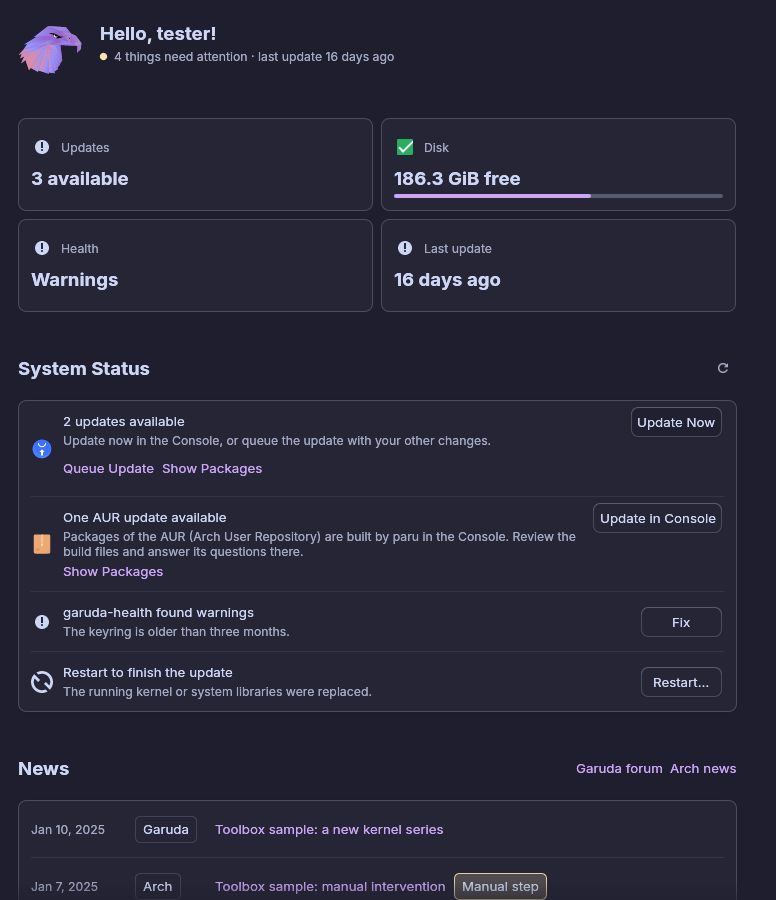 Hello, tester!
4 things need attention · last update 16 days ago
Updates
3 available
Disk
186.3 GiB free
Health
Warnings
Last update
16 days ago
System Status
2 updates available
Update now in the Console, or queue the update with your other changes.
Queue Update Show Packages
Update Now
One AUR update available
Packages of the AUR (Arch User Repository) are built by paru in the Console. Review the
build files and answer its questions there.
Show Packages
Update in Console
garuda-health found warnings
The keyring is older than three months.
Fix
Restart to finish the update
The running kernel or system libraries were replaced.
Restart...
News
Garuda forum Arch news
Jan 10, 2025 Garuda Toolbox sample: a new kernel series
Jan 7, 2025 Arch Toolbox sample: manual intervention Manual step